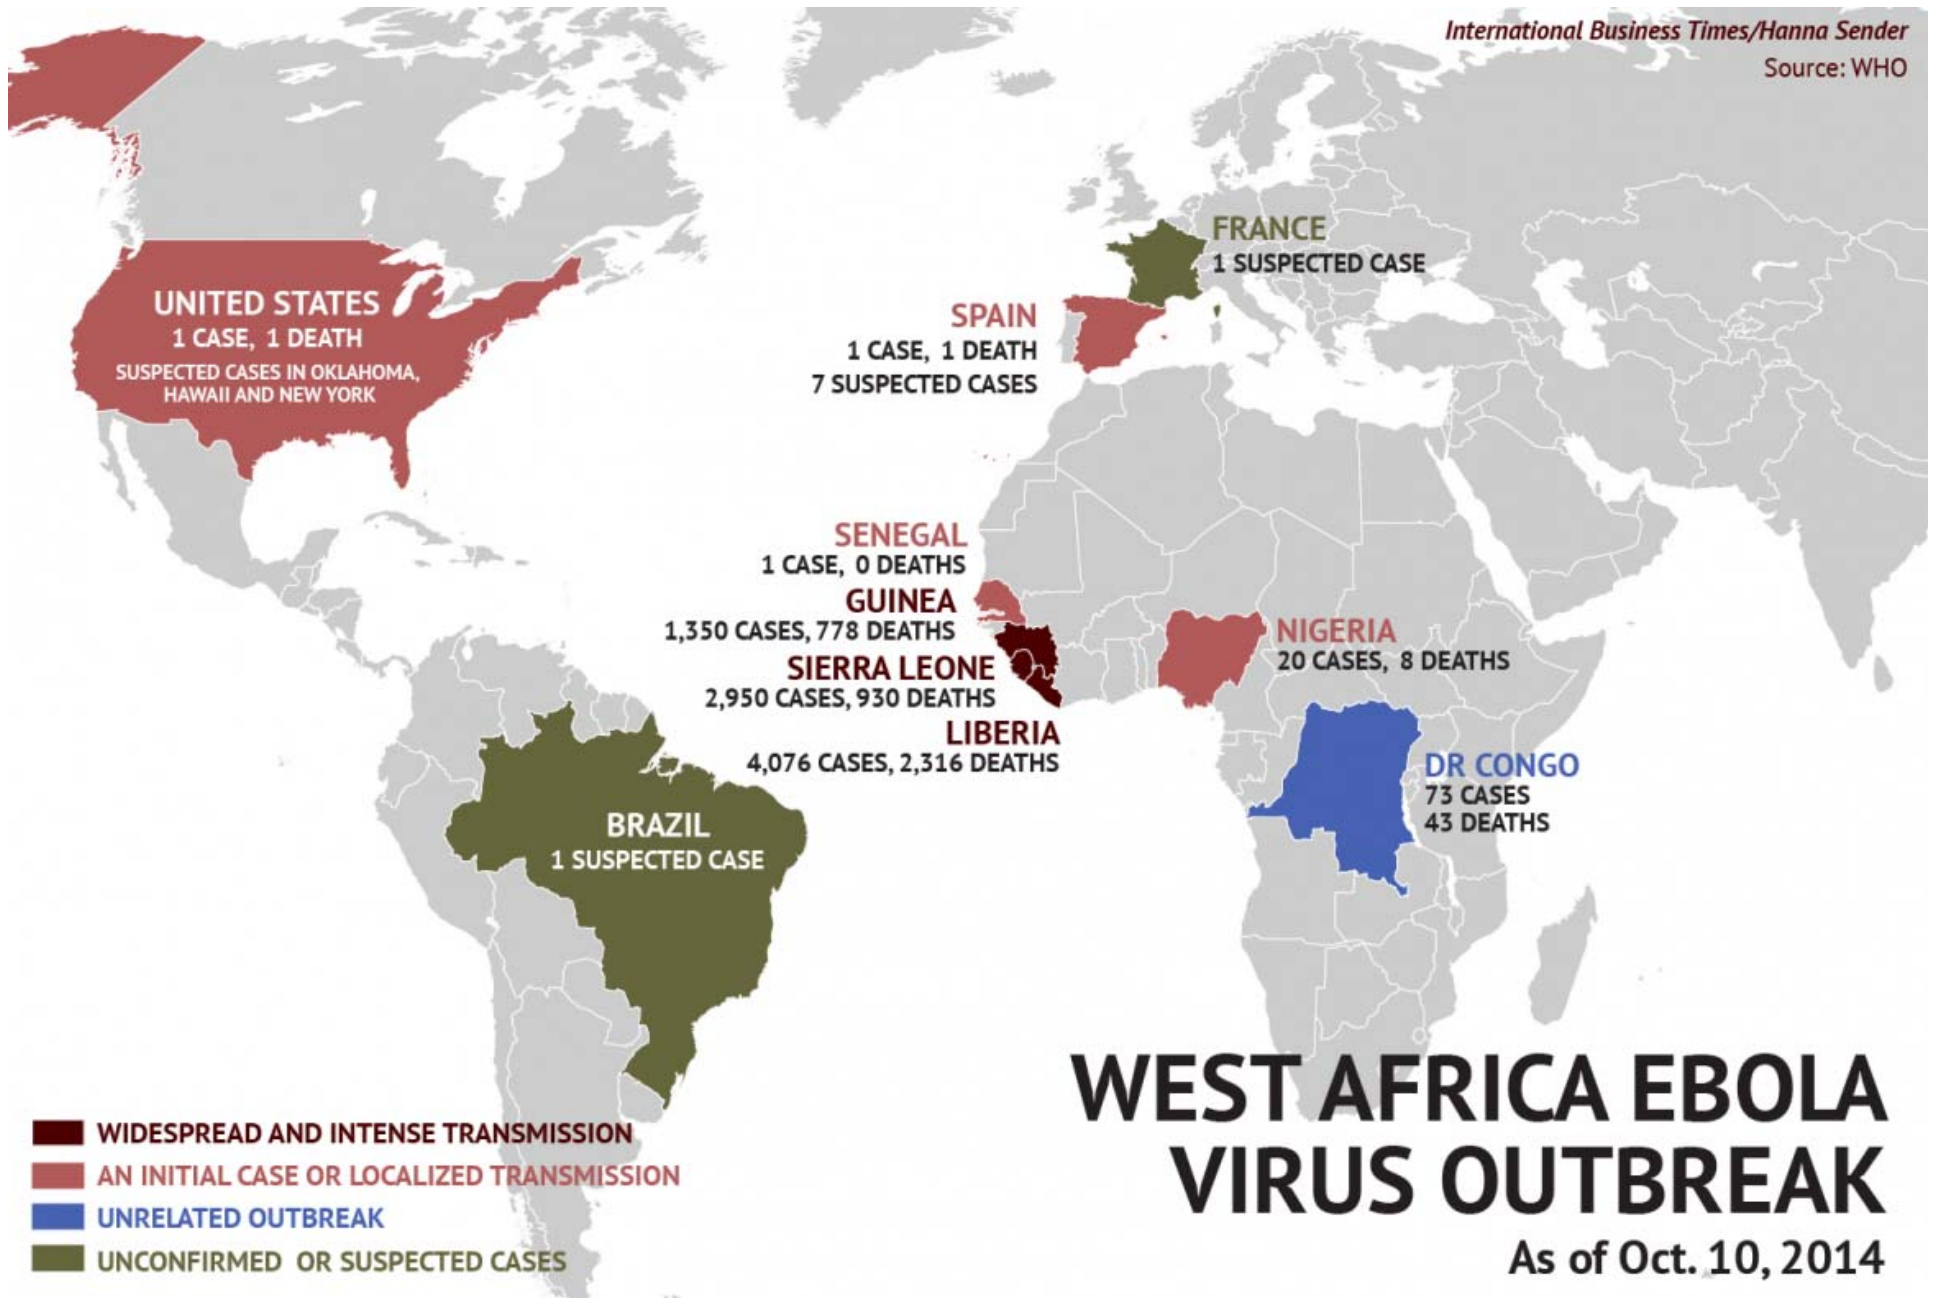 International Business Times/Hanna Sender
Source: WHO
UNITED STATES
1 CASE, 1 DEATH
SUSPECTED CASES IN OKLAHOMA,
HAWAII AND NEW YORK
FRANCE
1 SUSPECTED CASE
SPAIN
1 CASE, 1 DEATH
7 SUSPECTED CASES
SENEGAL
1 CASE, 0 DEATHS
GUINEA
1,350 CASES, 778 DEATHS
SIERRA LEONE
2,950 CASES, 930 DEATHS
LIBERIA
4,076 CASES, 2,316 DEATHS
NIGERIA
20 CASES, 8 DEATHS
DR CONGO
73 CASES
43 DEATHS
BRAZIL
1 SUSPECTED CASE
WIDESPREAD AND INTENSE TRANSMISSION
AN INITIAL CASE OR LOCALIZED TRANSMISSION
UNRELATED OUTBREAK
UNCONFIRMED OR SUSPECTED CASES
WEST AFRICA EBOLA
VIRUS OUTBREAK
As of Oct. 10, 2014